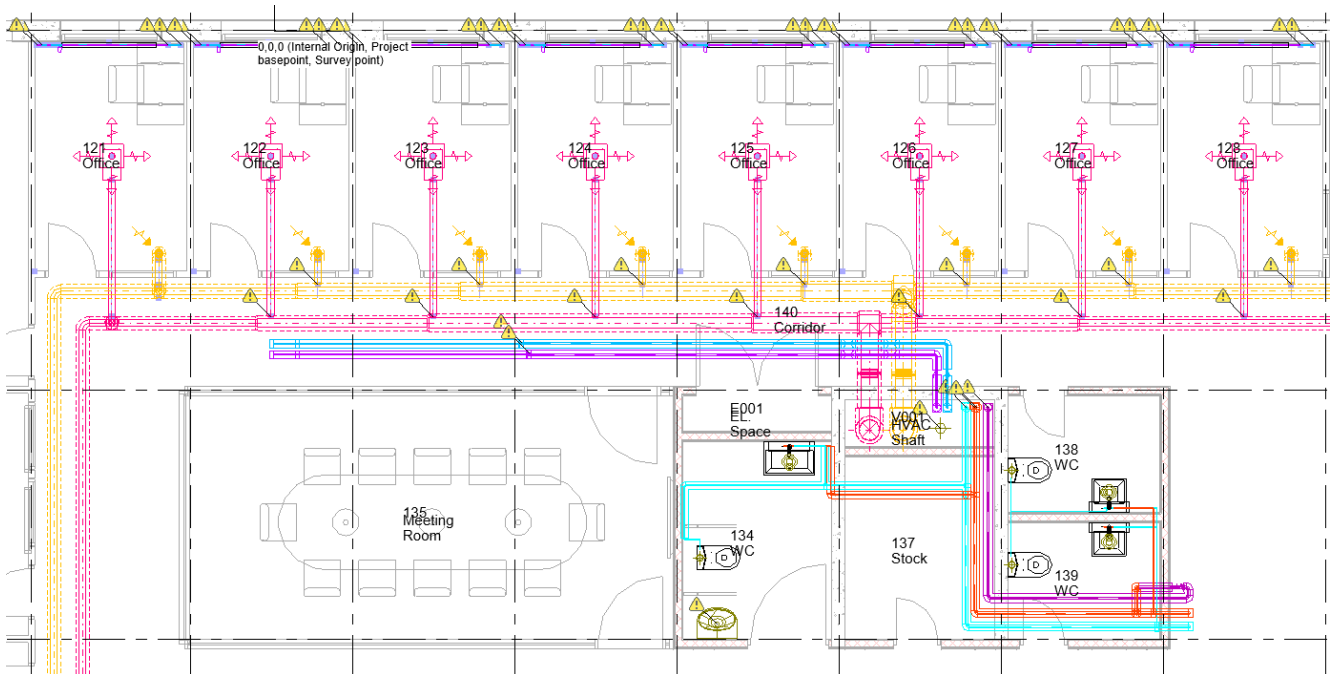 0,0,0 (Internal Origin, Project
basepoint, Survey point)
121
Office
122
Office
123
Office
124
Office
125
Office
126
Office
127
Office
128
Office
140
Corridor
E001
EL.
Space
V001
HVAC
Shaft
138
WC
135
Meeting
Room
134
WC
137
Stock
139
WC